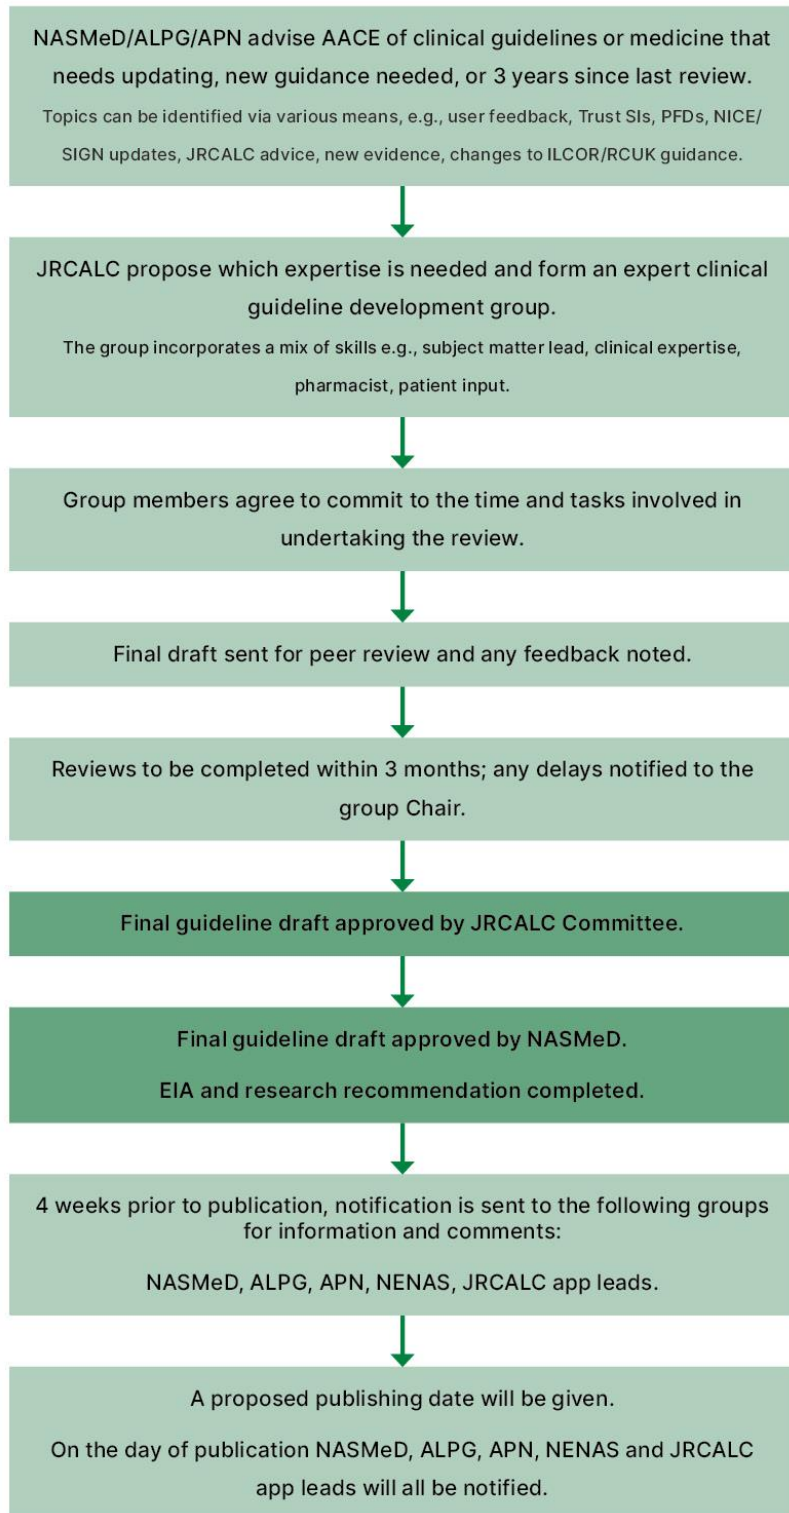 NASMeD/ALPG/APN advise AACE of clinical guidelines or medicine that
needs updating, new guidance needed, or 3 years since last review.
Topics can be identified via various means, e.g., user feedback, Trust SIs, PFDs, NICE/
SIGN updates, JRCALC advice, new evidence, changes to ILCOR/RCUK guidance.
JRCALC propose which expertise is needed and form an expert clinical
guideline development group.
The group incorporates a mix of skills e.g., subject matter lead, clinical expertise,
pharmacist, patient input.
Group members agree to commit to the time and tasks involved in
undertaking the review.
Final draft sent for peer review and any feedback noted.
Reviews to be completed within 3 months; any delays notified to the
group Chair.
Final guideline draft approved by JRCALC Committee.
Final guideline draft approved by NASMeD.
EIA and research recommendation completed.
4 weeks prior to publication, notification is sent to the following groups
for information and comments:
NASMeD, ALPG, APN, NENAS, JRCALC app leads.
A proposed publishing date will be given.
On the day of publication NASMeD, ALPG, APN, NENAS and JRCALC
app leads will all be notified.